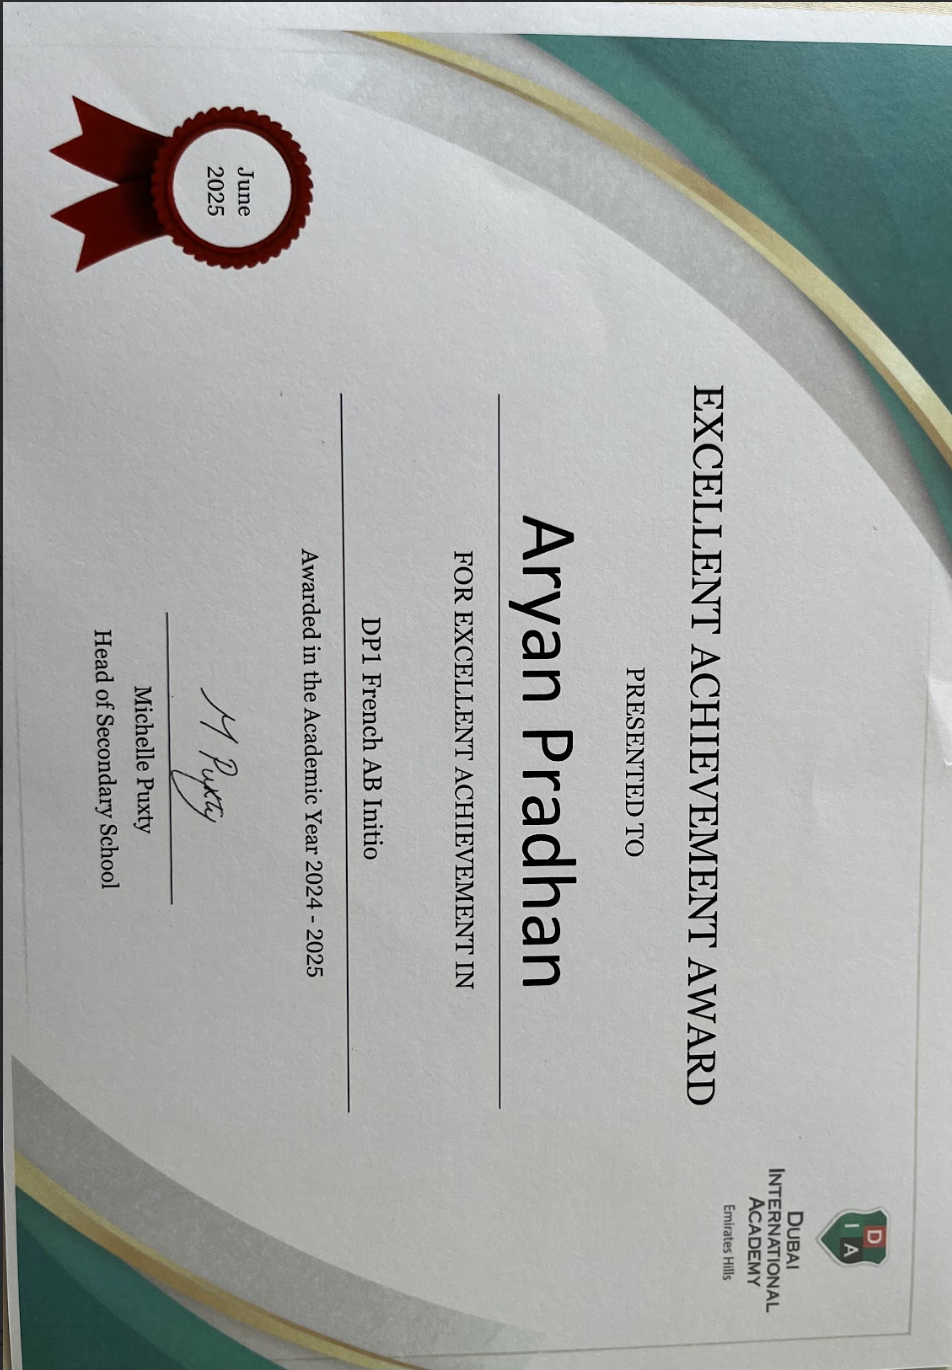 DIA
DUBAI
INTERNATIONAL
ACADEMY
Emirates Hills
EXCELLENT ACHIEVEMENT AWARD
PRESENTED TO
Aryan Pradhan
FOR EXCELLENT ACHIEVEMENT IN
DP1 French AB Initio
Awarded in the Academic Year 2024 - 2025
M Puxty
Michelle Puxty
Head of Secondary School
June
2025